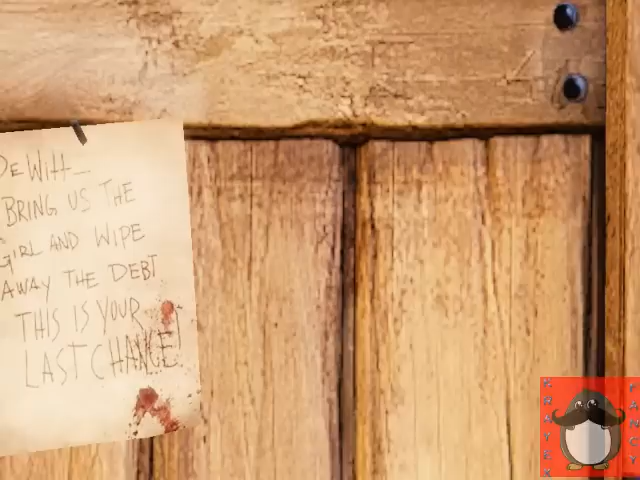 DEWITT—
BRING US THE
GIRL AND WIPE
AWAY THE DEBT
THIS IS YOUR
LAST CHANCE!